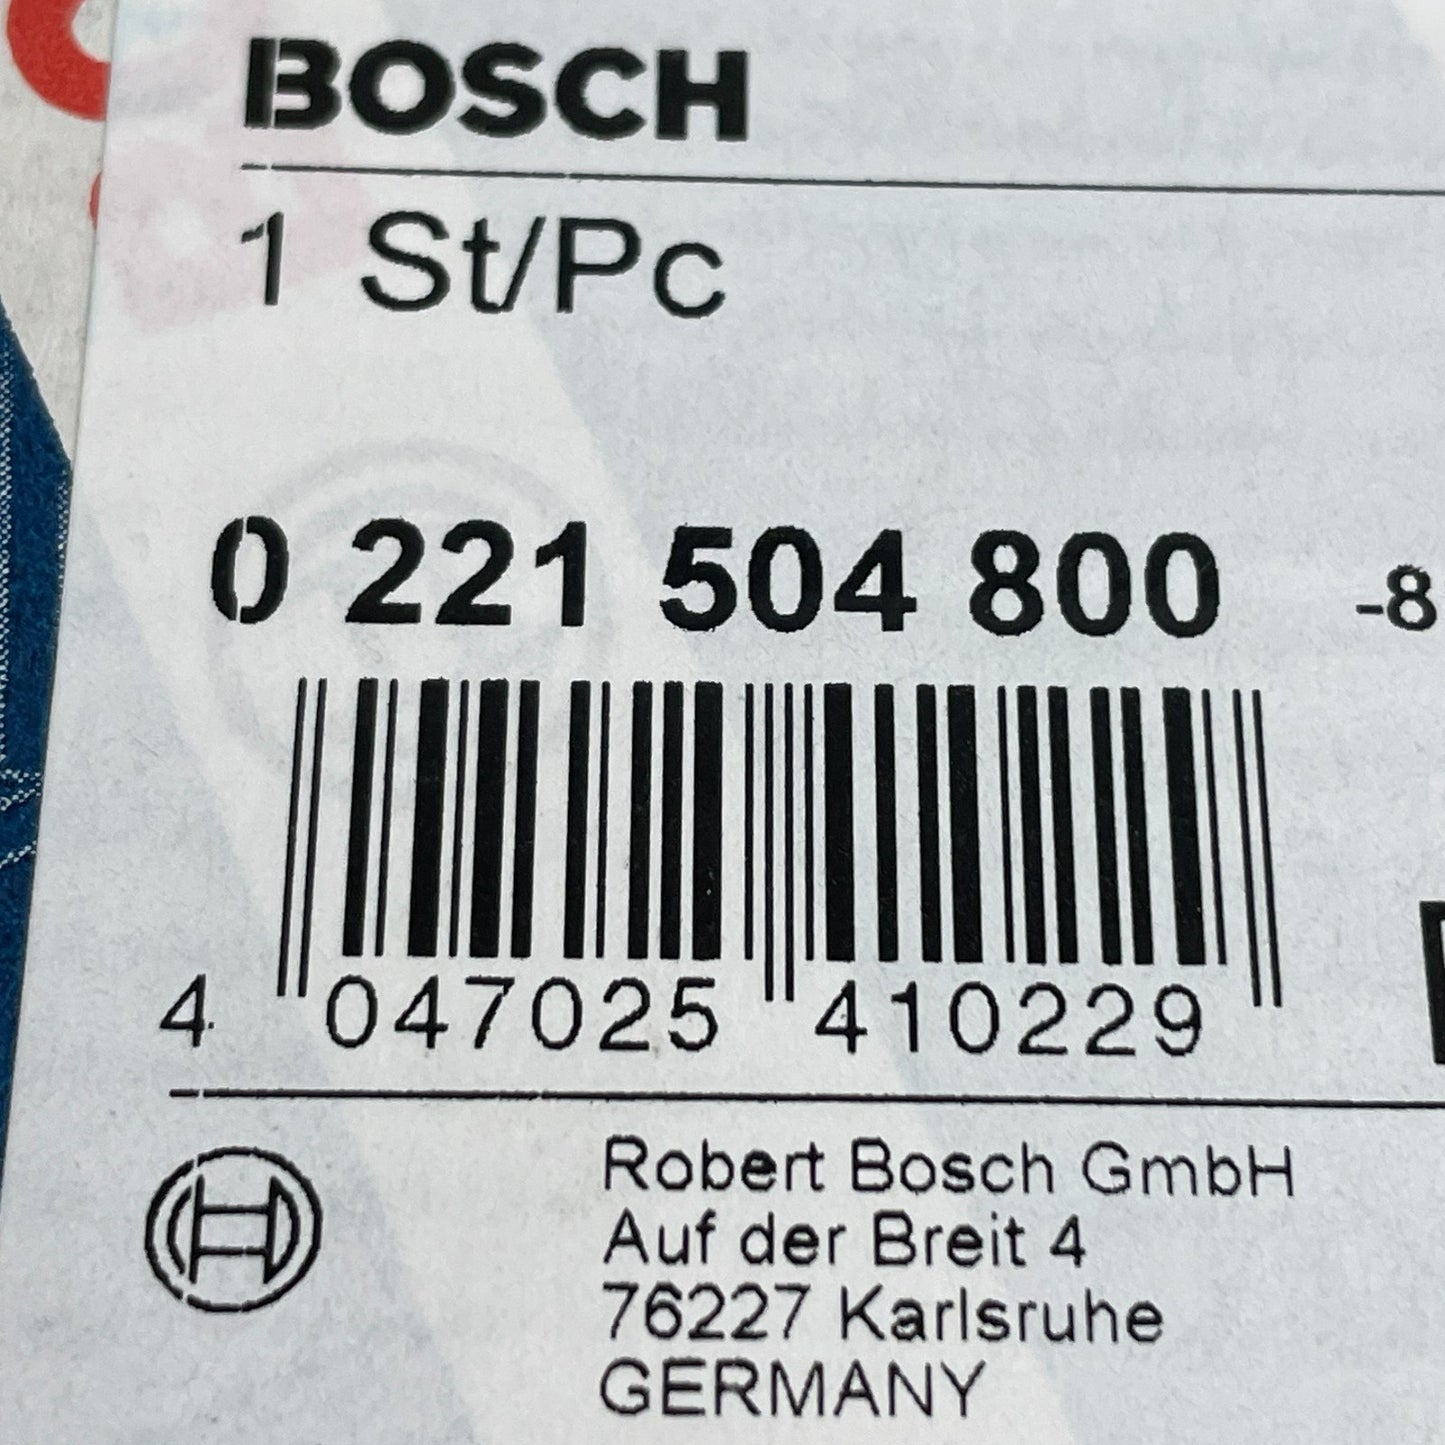 BOSCH
1 St/Pc
0 221 504 800 -8
4 047025 410229
Robert Bosch GmbH
Auf der Breit 4
76227 Karlsruhe
GERMANY